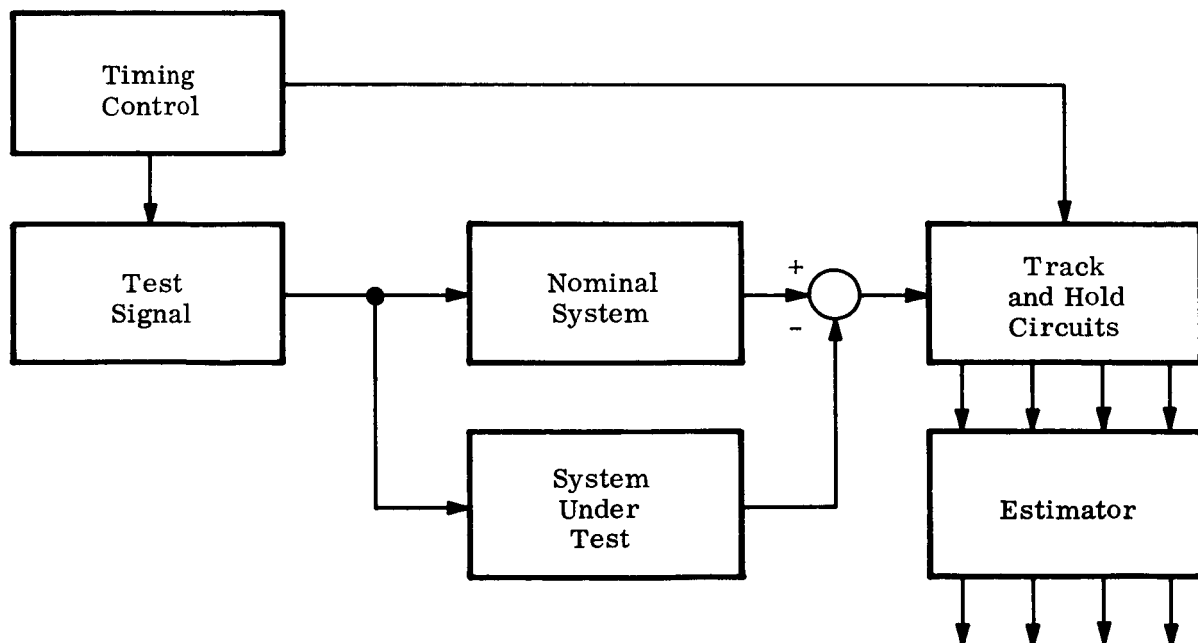 Timing
Control
Test
Signal
Nominal
System
+
-
Track
and Hold
Circuits
System
Under
Test
Estimator